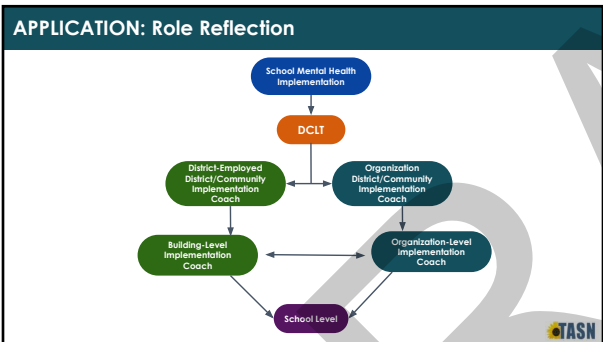 APPLICATION: Role Reflection
School Mental Health
Implementation
DCLT
District-Employed
District/Community
Implementation
Coach
Organization
District/Community
Implementation
Coach
Building-Level
Implementation
Coach
Organization-Level
Implementation
Coach
School Level
TASN